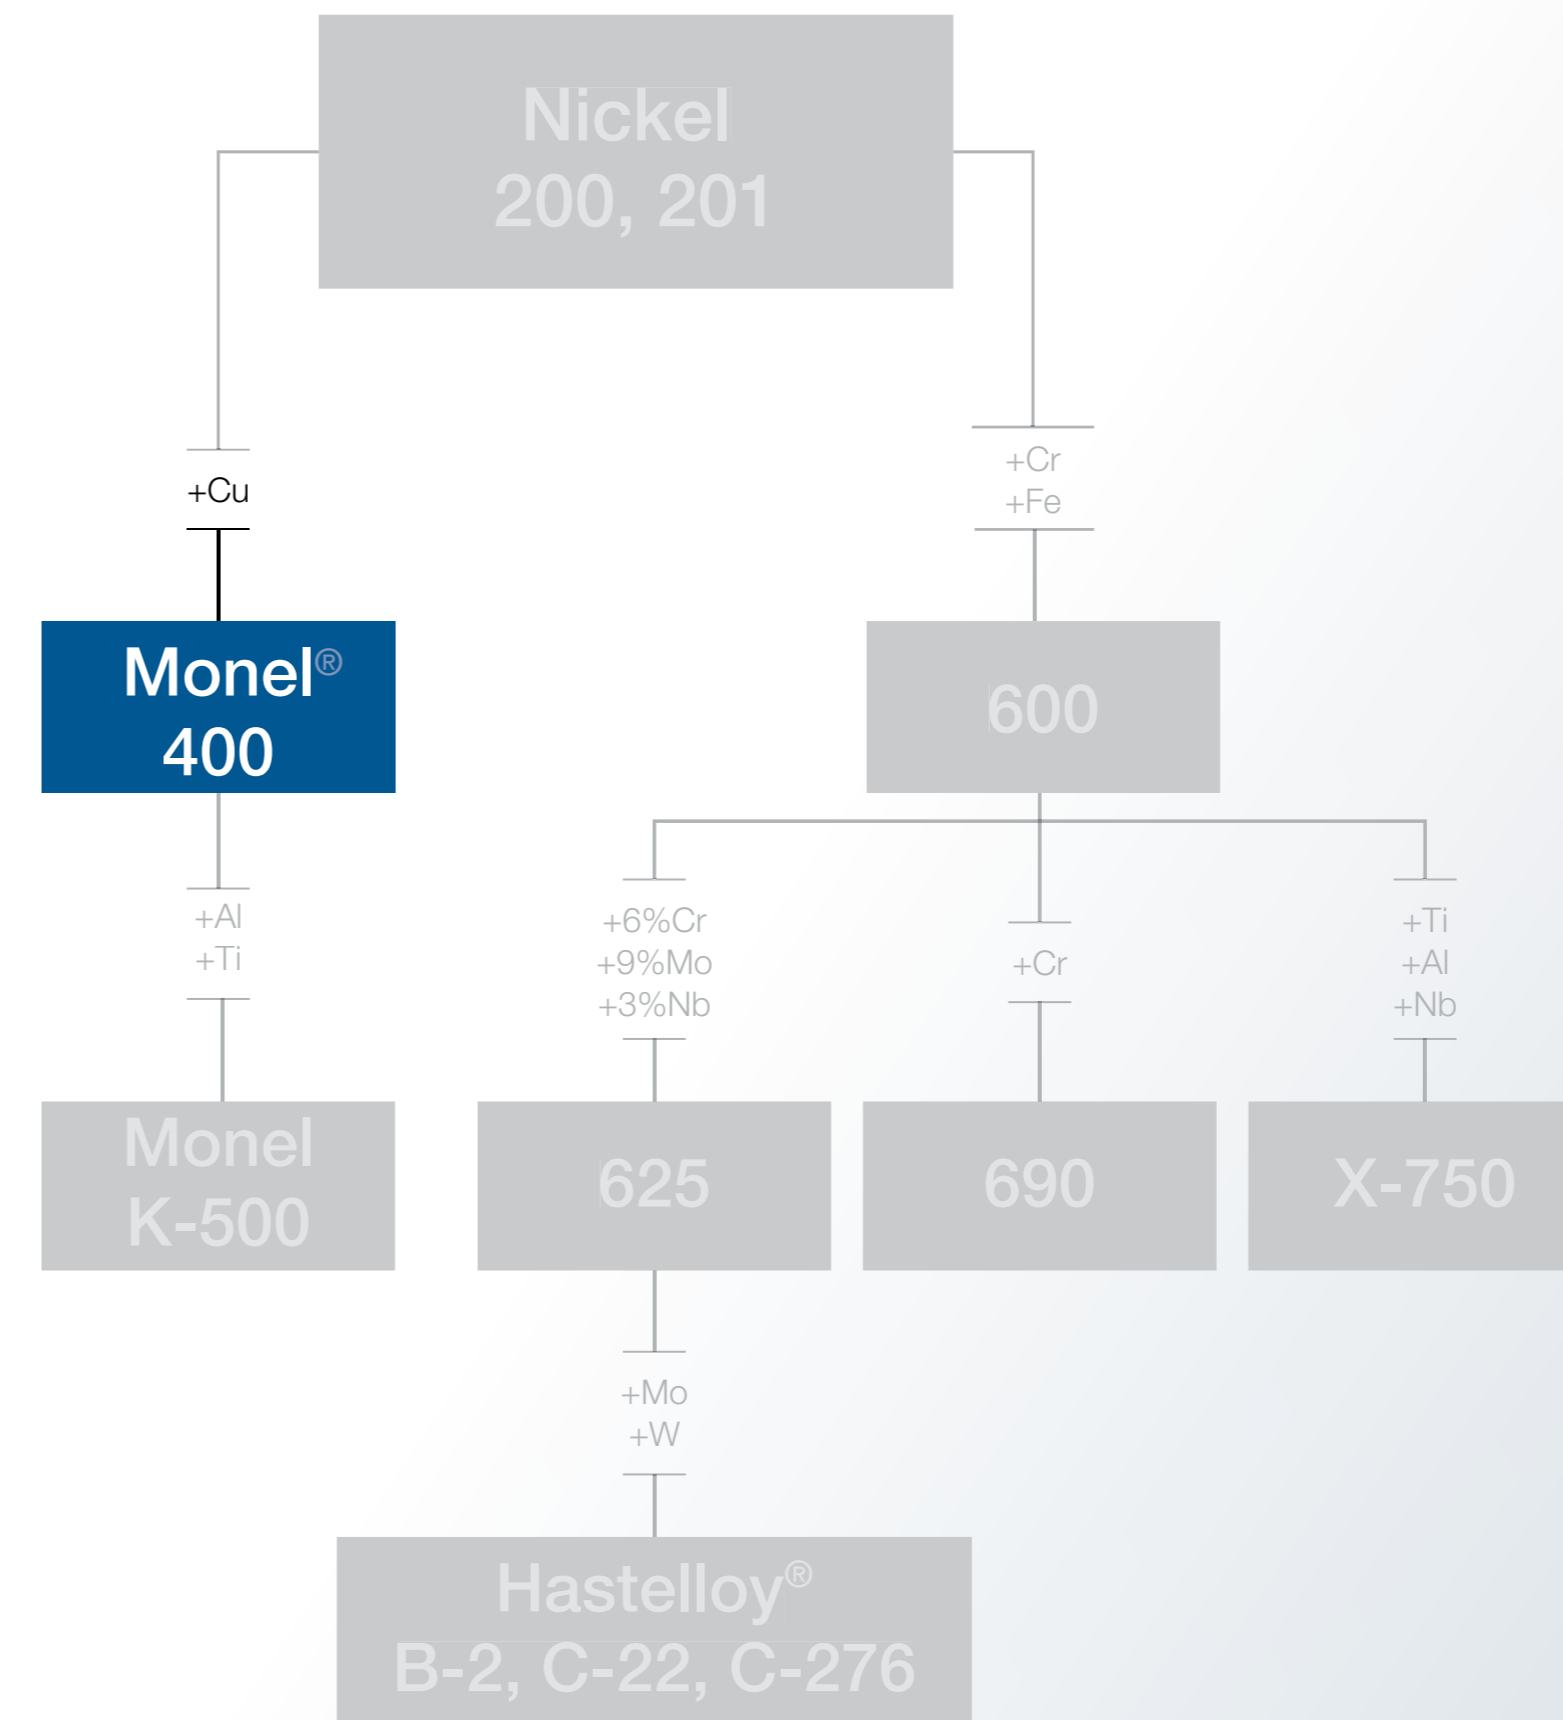 Nickel
200, 201
+Cu
+Cr
+Fe
Monel®
400
600
+Al
+Ti
+6%Cr
+9%Mo
+3%Nb
+Cr
+Ti
+Al
+Nb
Monel
K-500
625
690
X-750
+Mo
+W
Hastelloy®
B-2, C-22, C-276